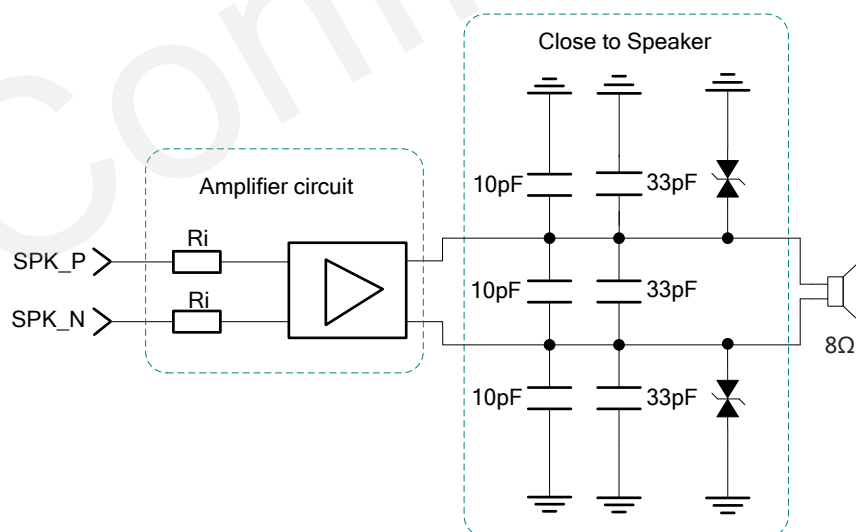 Close to Speaker
Amplifier circuit
10pF
33pF
SPK_P
Ri
10pF
33pF
SPK_N
Ri
8Ω
10pF
33pF